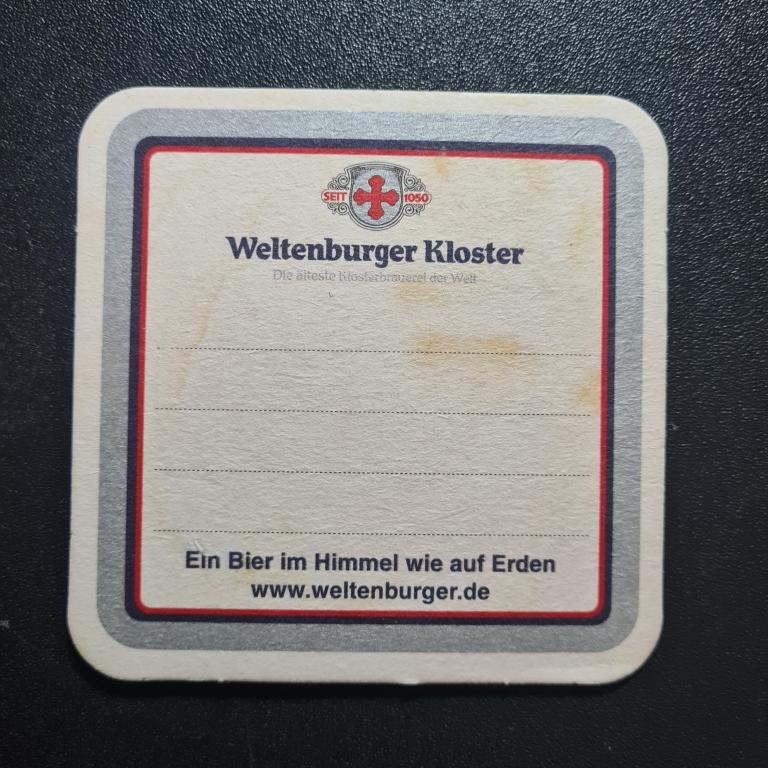 SEIT 1050
Weltenburger Kloster
Die älteste Klosterbrauerei der Welt
Ein Bier im Himmel wie auf Erden
www.weltenburger.de